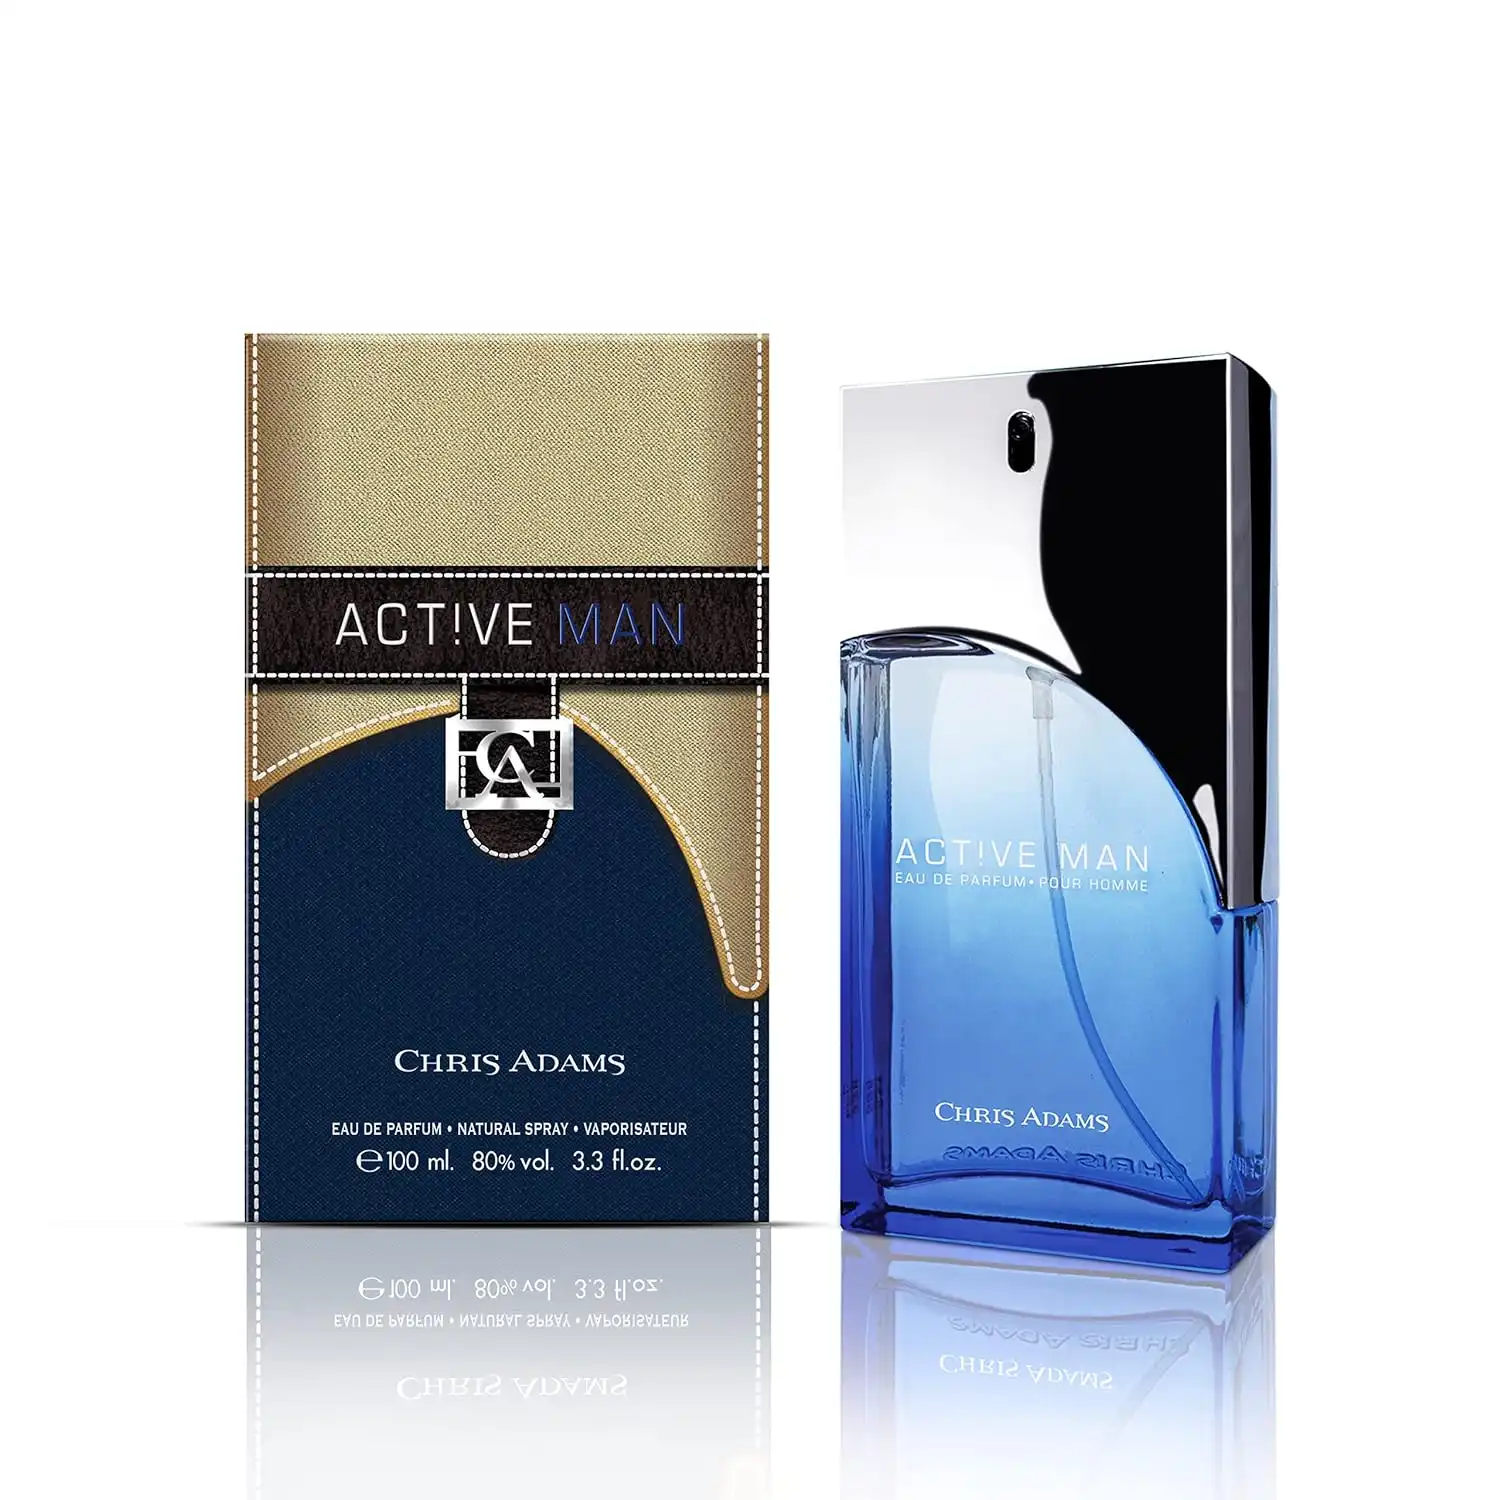 ACT!VE MAN
CA
CHRIS ADAMS
EAU DE PARFUM • NATURAL SPRAY • VAPORISATEUR
℮100 ml. 80% vol. 3.3 fl.oz.
ACT!VE MAN
EAU DE PARFUM • POUR HOMME
CHRIS ADAMS